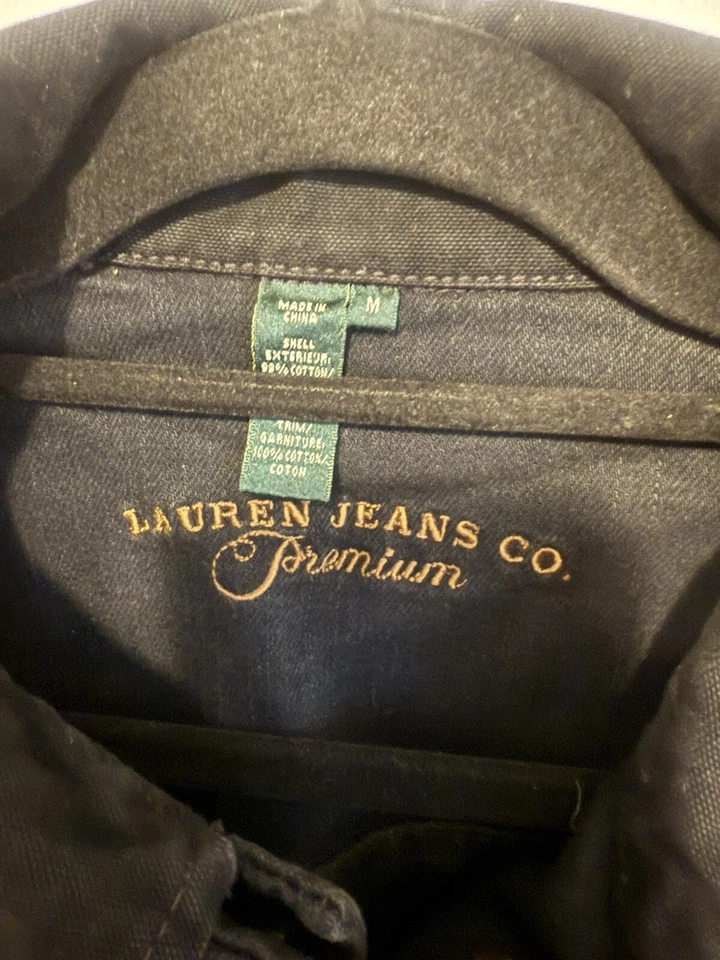 MADE IN
CHINA
M
SHELL
EXTERIEUR:
98% COTTON/
TRIM/
GARNITURE:
100% COTTON/
COTON
LAUREN JEANS CO.
Premium